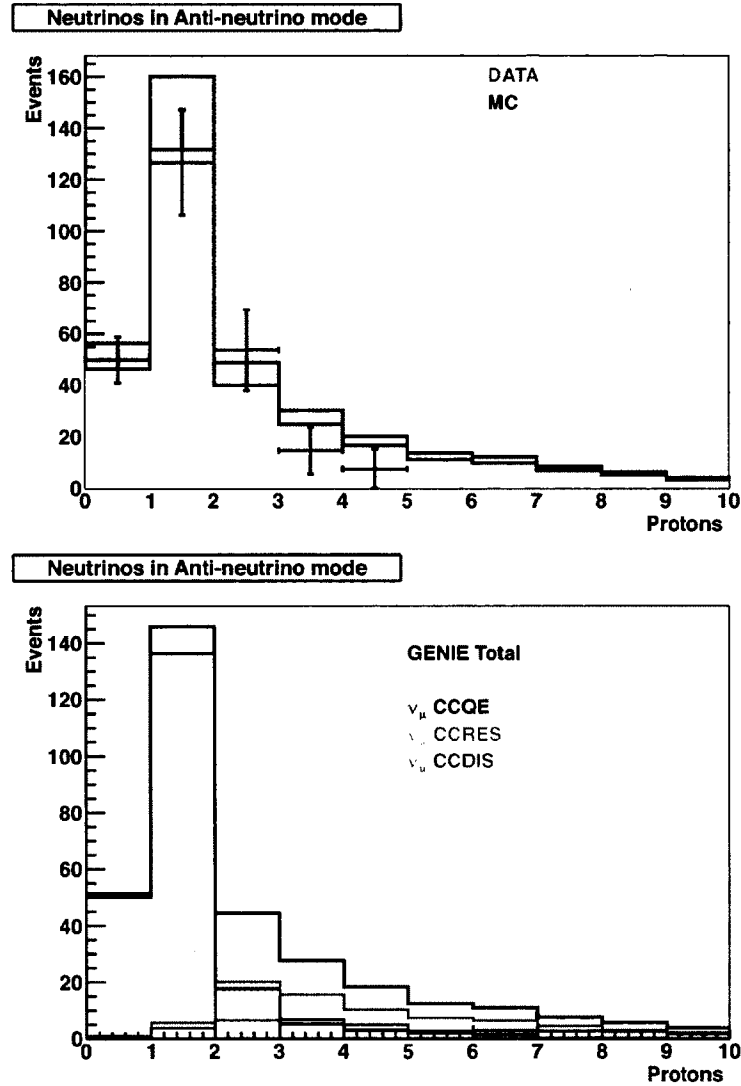 Neutrinos in Anti-neutrino mode
Events
160
140
120
100
80
60
40
20
0
DATA
MC
0 1 2 3 4 5 6 7 8 9 10
Protons
Neutrinos in Anti-neutrino mode
Events
140
120
100
80
60
40
20
0
GENIE Total
νμ CCQE
ν CCRES
νμ CCDIS
0 1 2 3 4 5 6 7 8 9 10
Protons